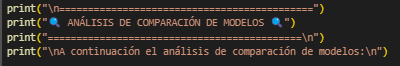 print("\n=============================================")
print("🔍 ANÁLISIS DE COMPARACIÓN DE MODELOS 🔍")
print("=============================================\n")
print("\nA continuación el análisis de comparación de modelos:\n")